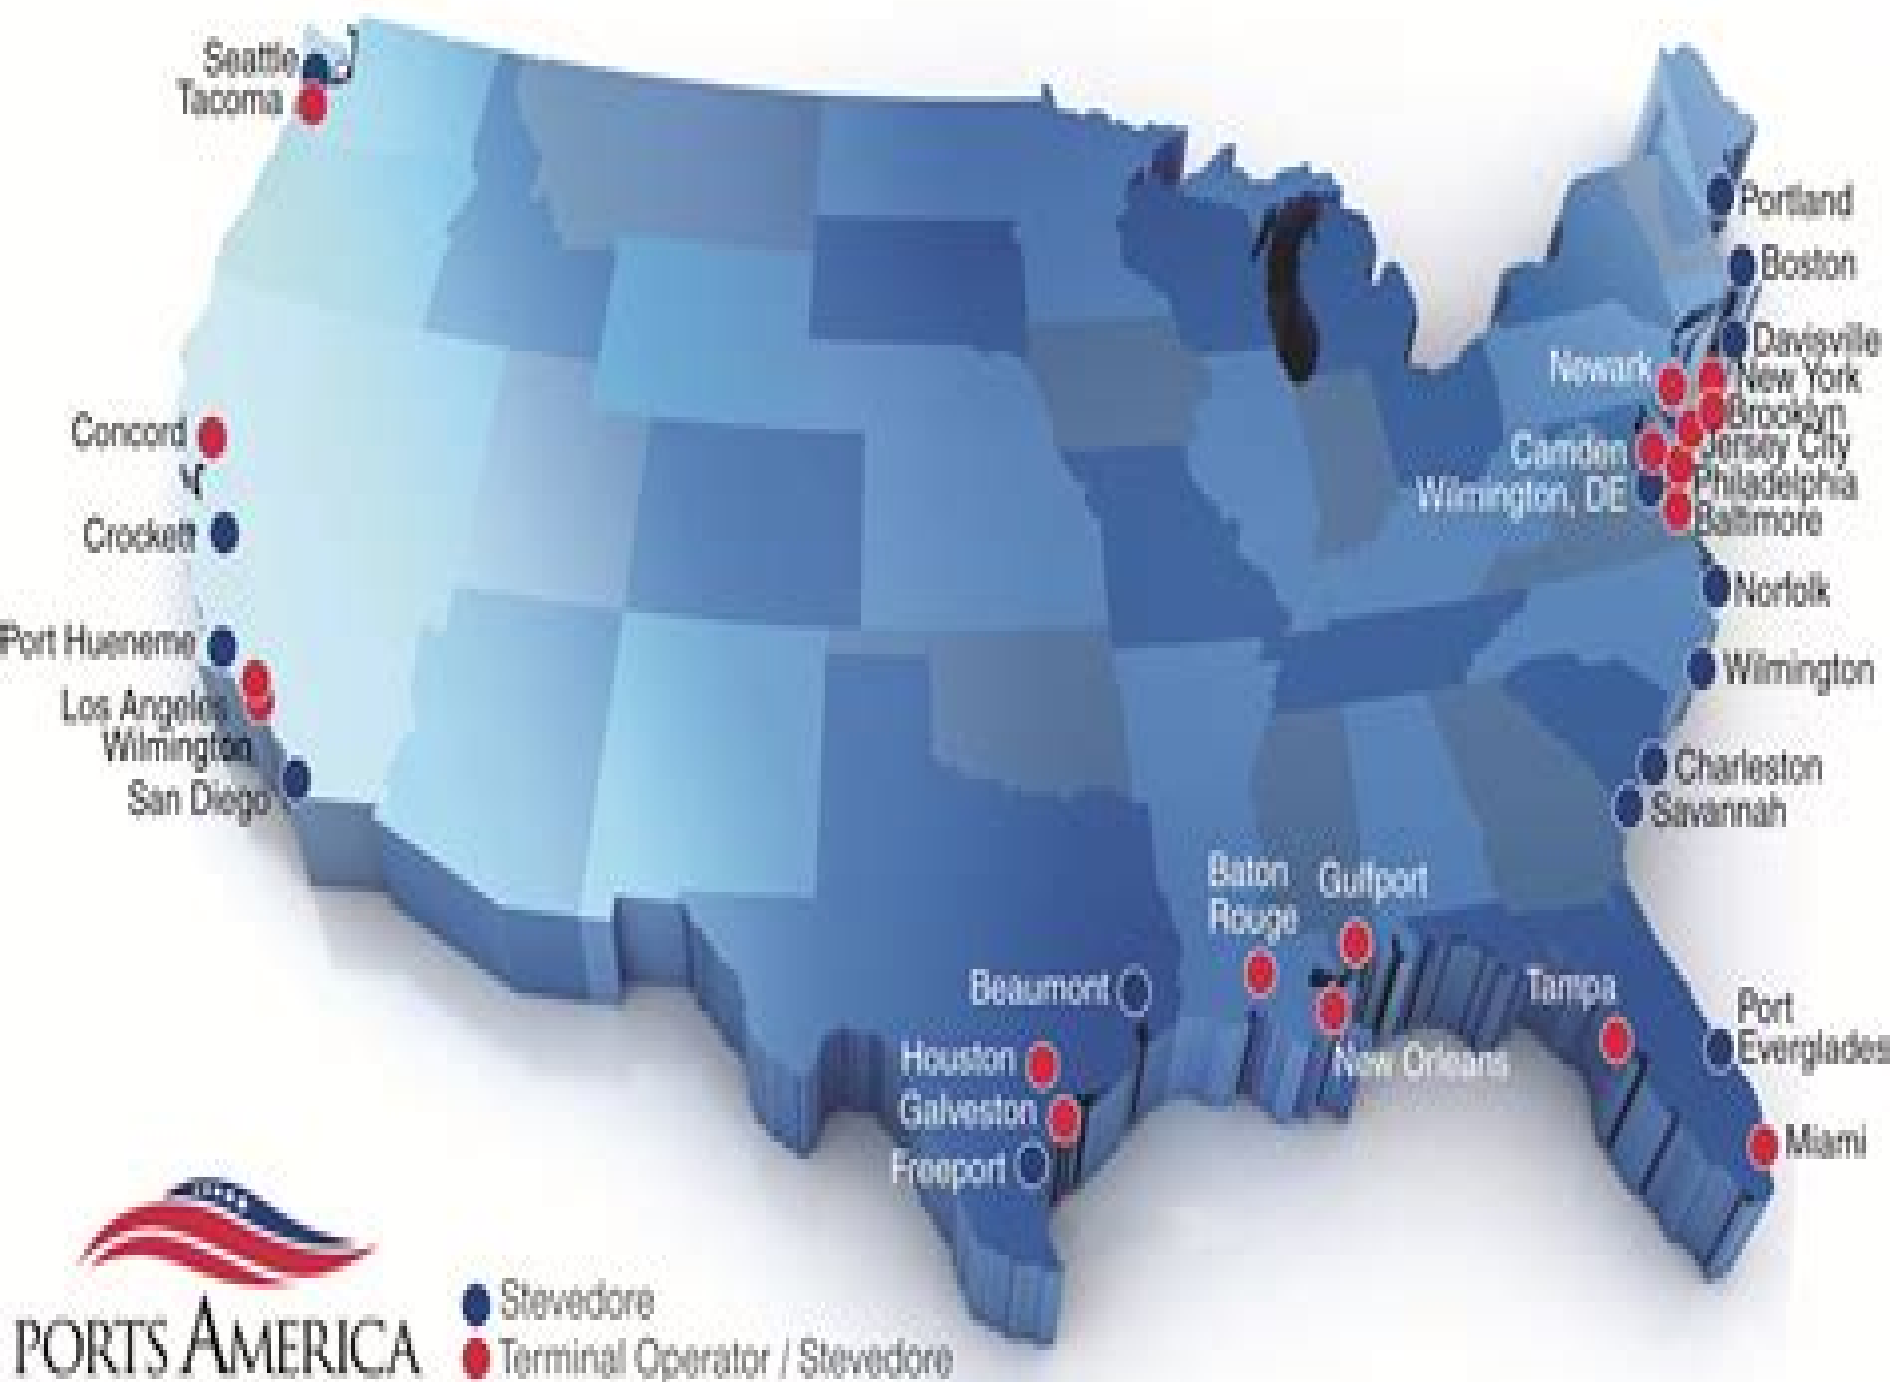 Seattle
Tacoma
Concord
Crockett
Port Hueneme
Los Angeles
Wilmington
San Diego
Portland
Boston
Davisville
Newark
New York
Brooklyn
Jersey City
Camden
Philadelphia
Wilmington, DE
Baltimore
Norfolk
Wilmington
Charleston
Savannah
Baton
Rouge
Gulfport
Beaumont
Houston
Galveston
Freeport
New Orleans
Tampa
Port
Everglades
Miami
PORTS AMERICA
Stevedore
Terminal Operator / Stevedore